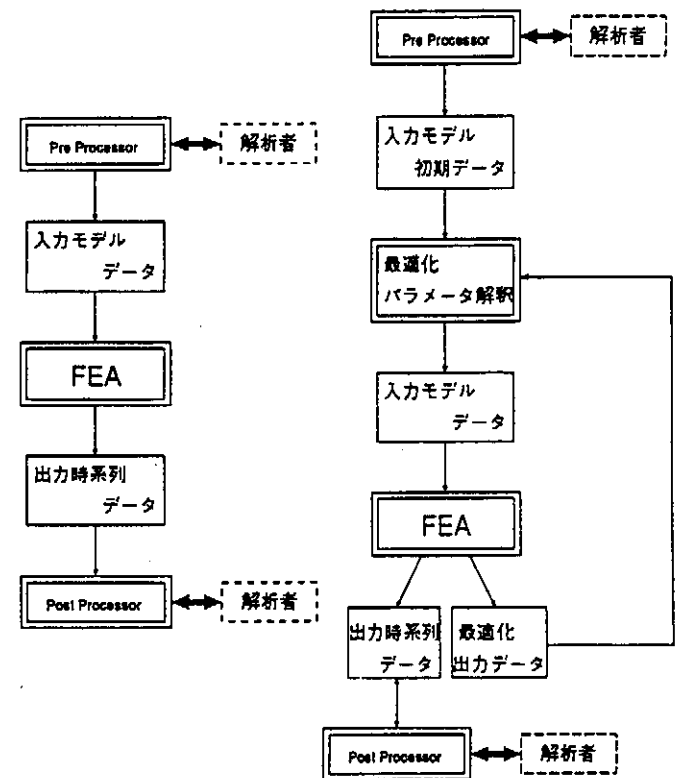 Pre Processor
解析者
入力モデル
データ
FEA
出力時系列
データ
Post Processor
解析者
Pre Processor
解析者
入力モデル
初期データ
最適化
パラメータ解釈
入力モデル
データ
FEA
出力時系列
データ
最適化
出力データ
Post Processor
解析者